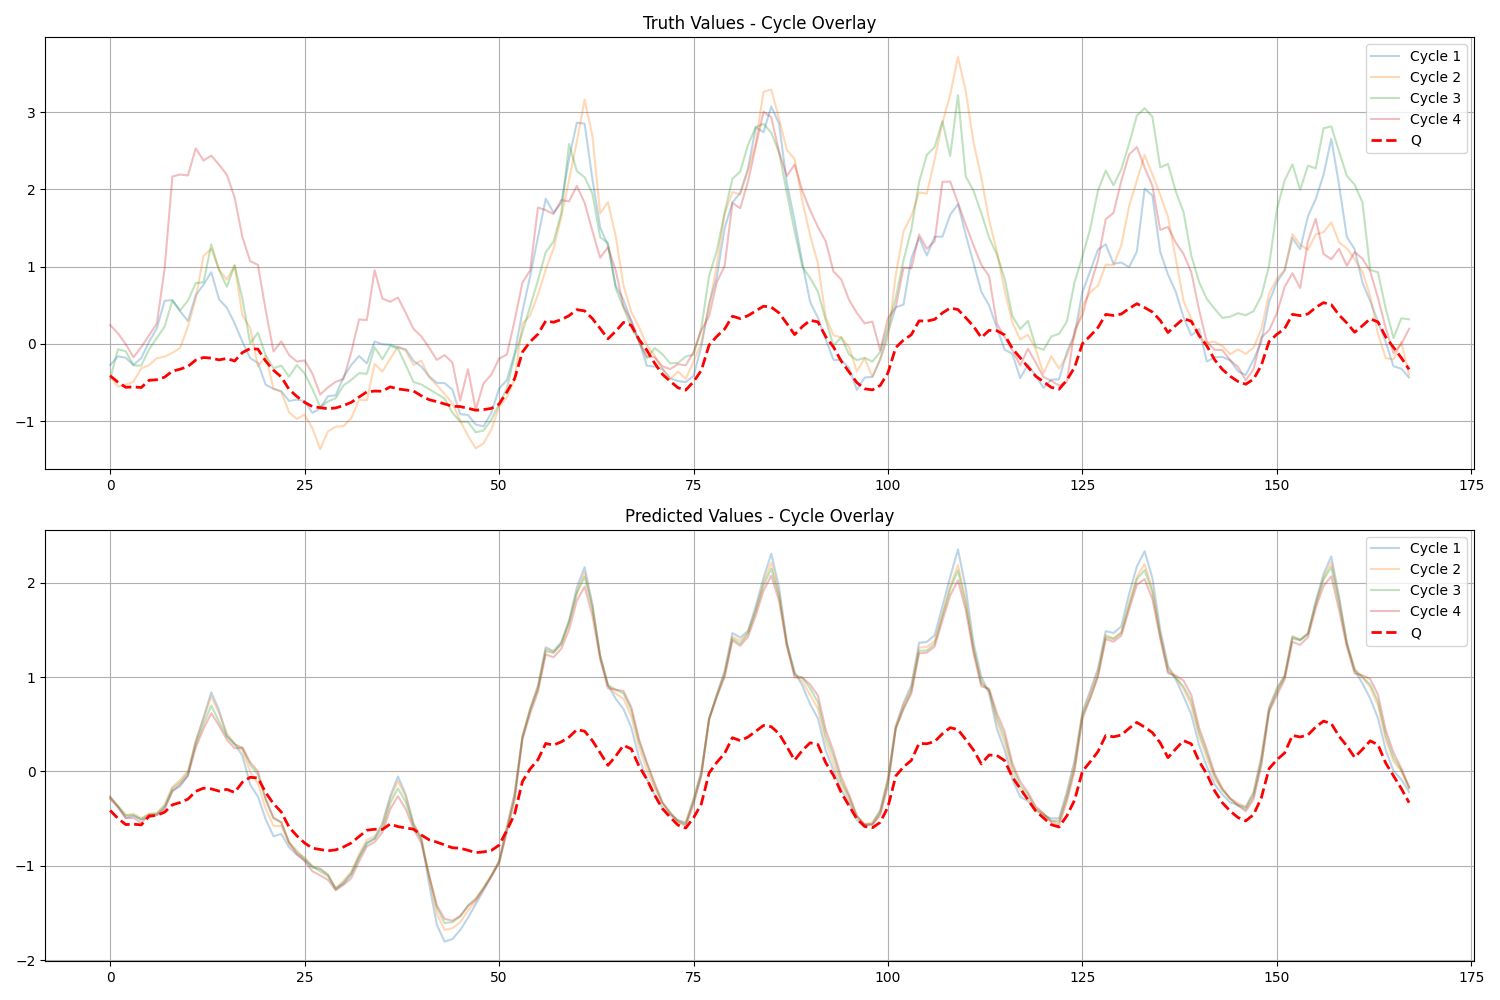 Truth Values - Cycle Overlay
Cycle 1
Cycle 2
Cycle 3
Cycle 4
Q
3
2
1
0
−1
0 25 50 75 100 125 150 175
Predicted Values - Cycle Overlay
Cycle 1
Cycle 2
Cycle 3
Cycle 4
Q
2
1
0
−1
−2
0 25 50 75 100 125 150 175